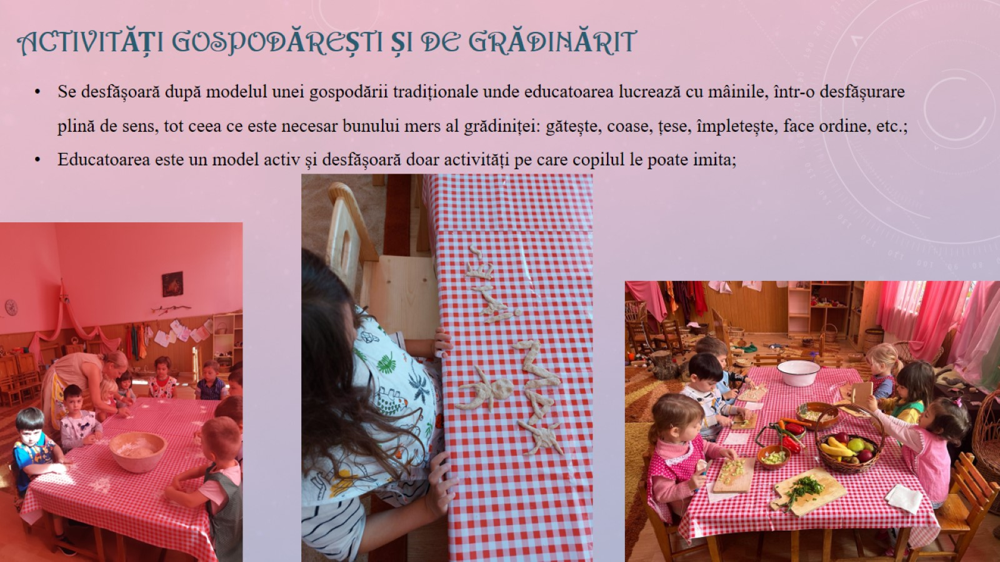 ACTIVITĂȚI GOSPODĂREȘTI ȘI DE GRĂDINĂRIT
• Se desfășoară după modelul unei gospodării tradiționale unde educatoarea lucrează cu mâinile, într-o desfășurare
plină de sens, tot ceea ce este necesar bunului mers al grădiniței: gătește, coase, țese, împletește, face ordine, etc.;
• Educatoarea este un model activ și desfășoară doar activități pe care copilul le poate imita;